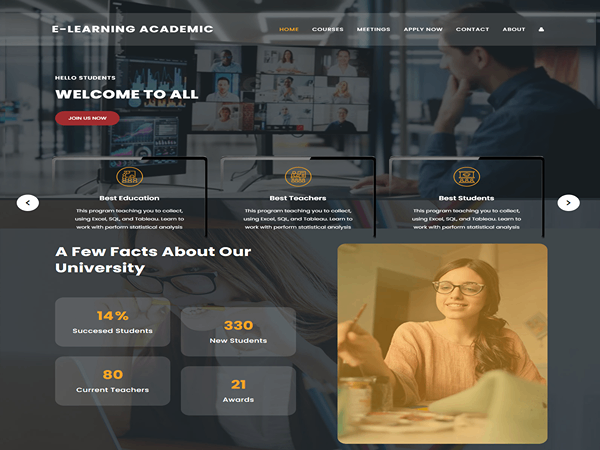 E-LEARNING ACADEMIC
HOME COURSES MEETINGS APPLY NOW CONTACT ABOUT
HELLO STUDENTS
WELCOME TO ALL
JOIN US NOW
Best Education
This program teaching you to collect,
using Excel, SQL, and Tableau. Learn to
work with perform statistical analysis
Best Teachers
This program teaching you to collect,
using Excel, SQL, and Tableau. Learn to
work with perform statistical analysis
Best Students
This program teaching you to collect,
using Excel, SQL, and Tableau. Learn to
work with perform statistical analysis
A Few Facts About Our
University
14%
Succesed Students
330
New Students
80
Current Teachers
21
Awards